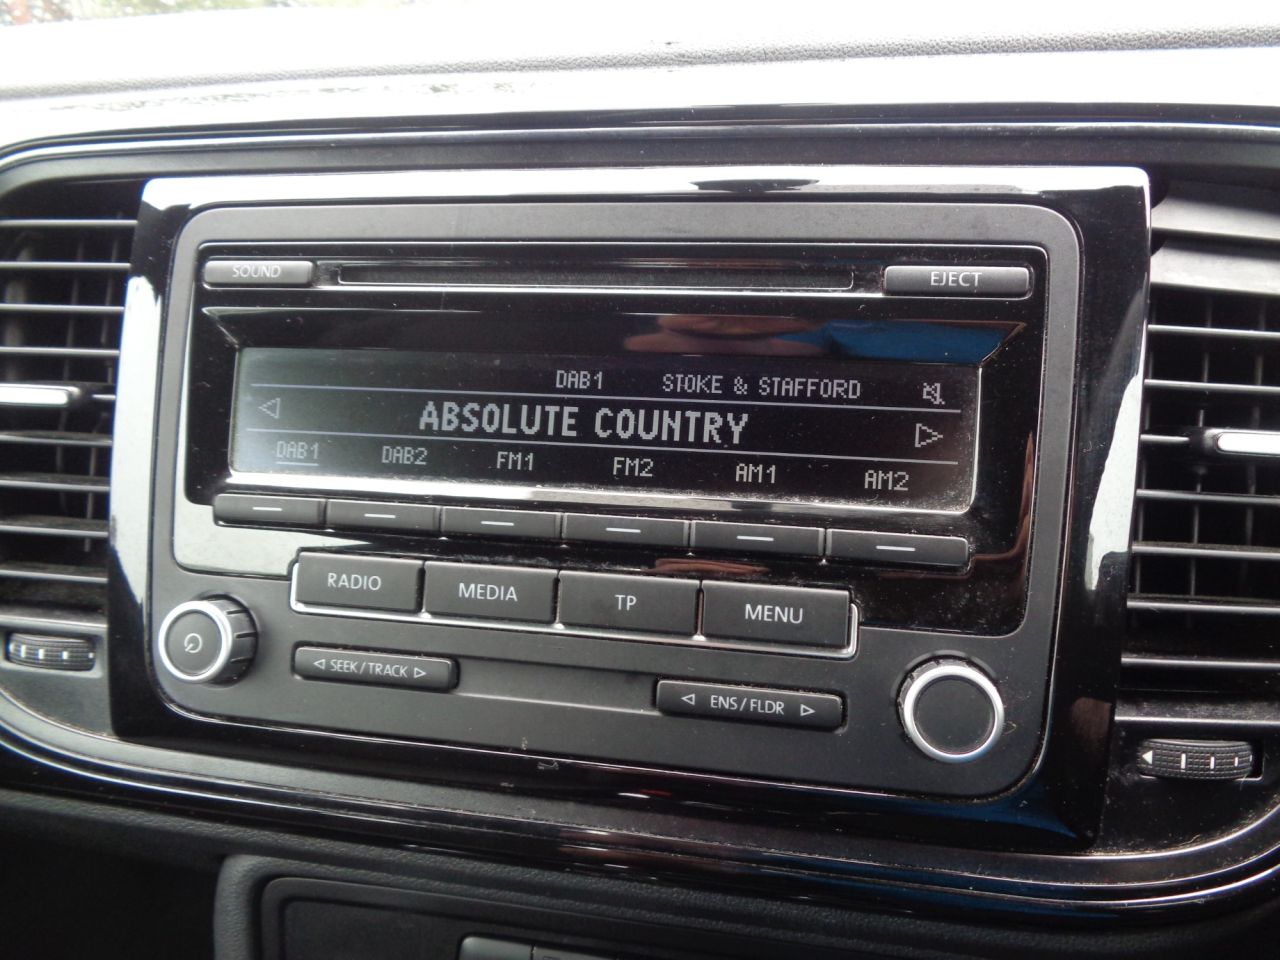 SOUND
EJECT
DAB1 STOKE & STAFFORD
ABSOLUTE COUNTRY
DAB1 DAB2 FM1 FM2 AM1 AM2
RADIO MEDIA TP MENU
SEEK/TRACK
ENS/FLDR